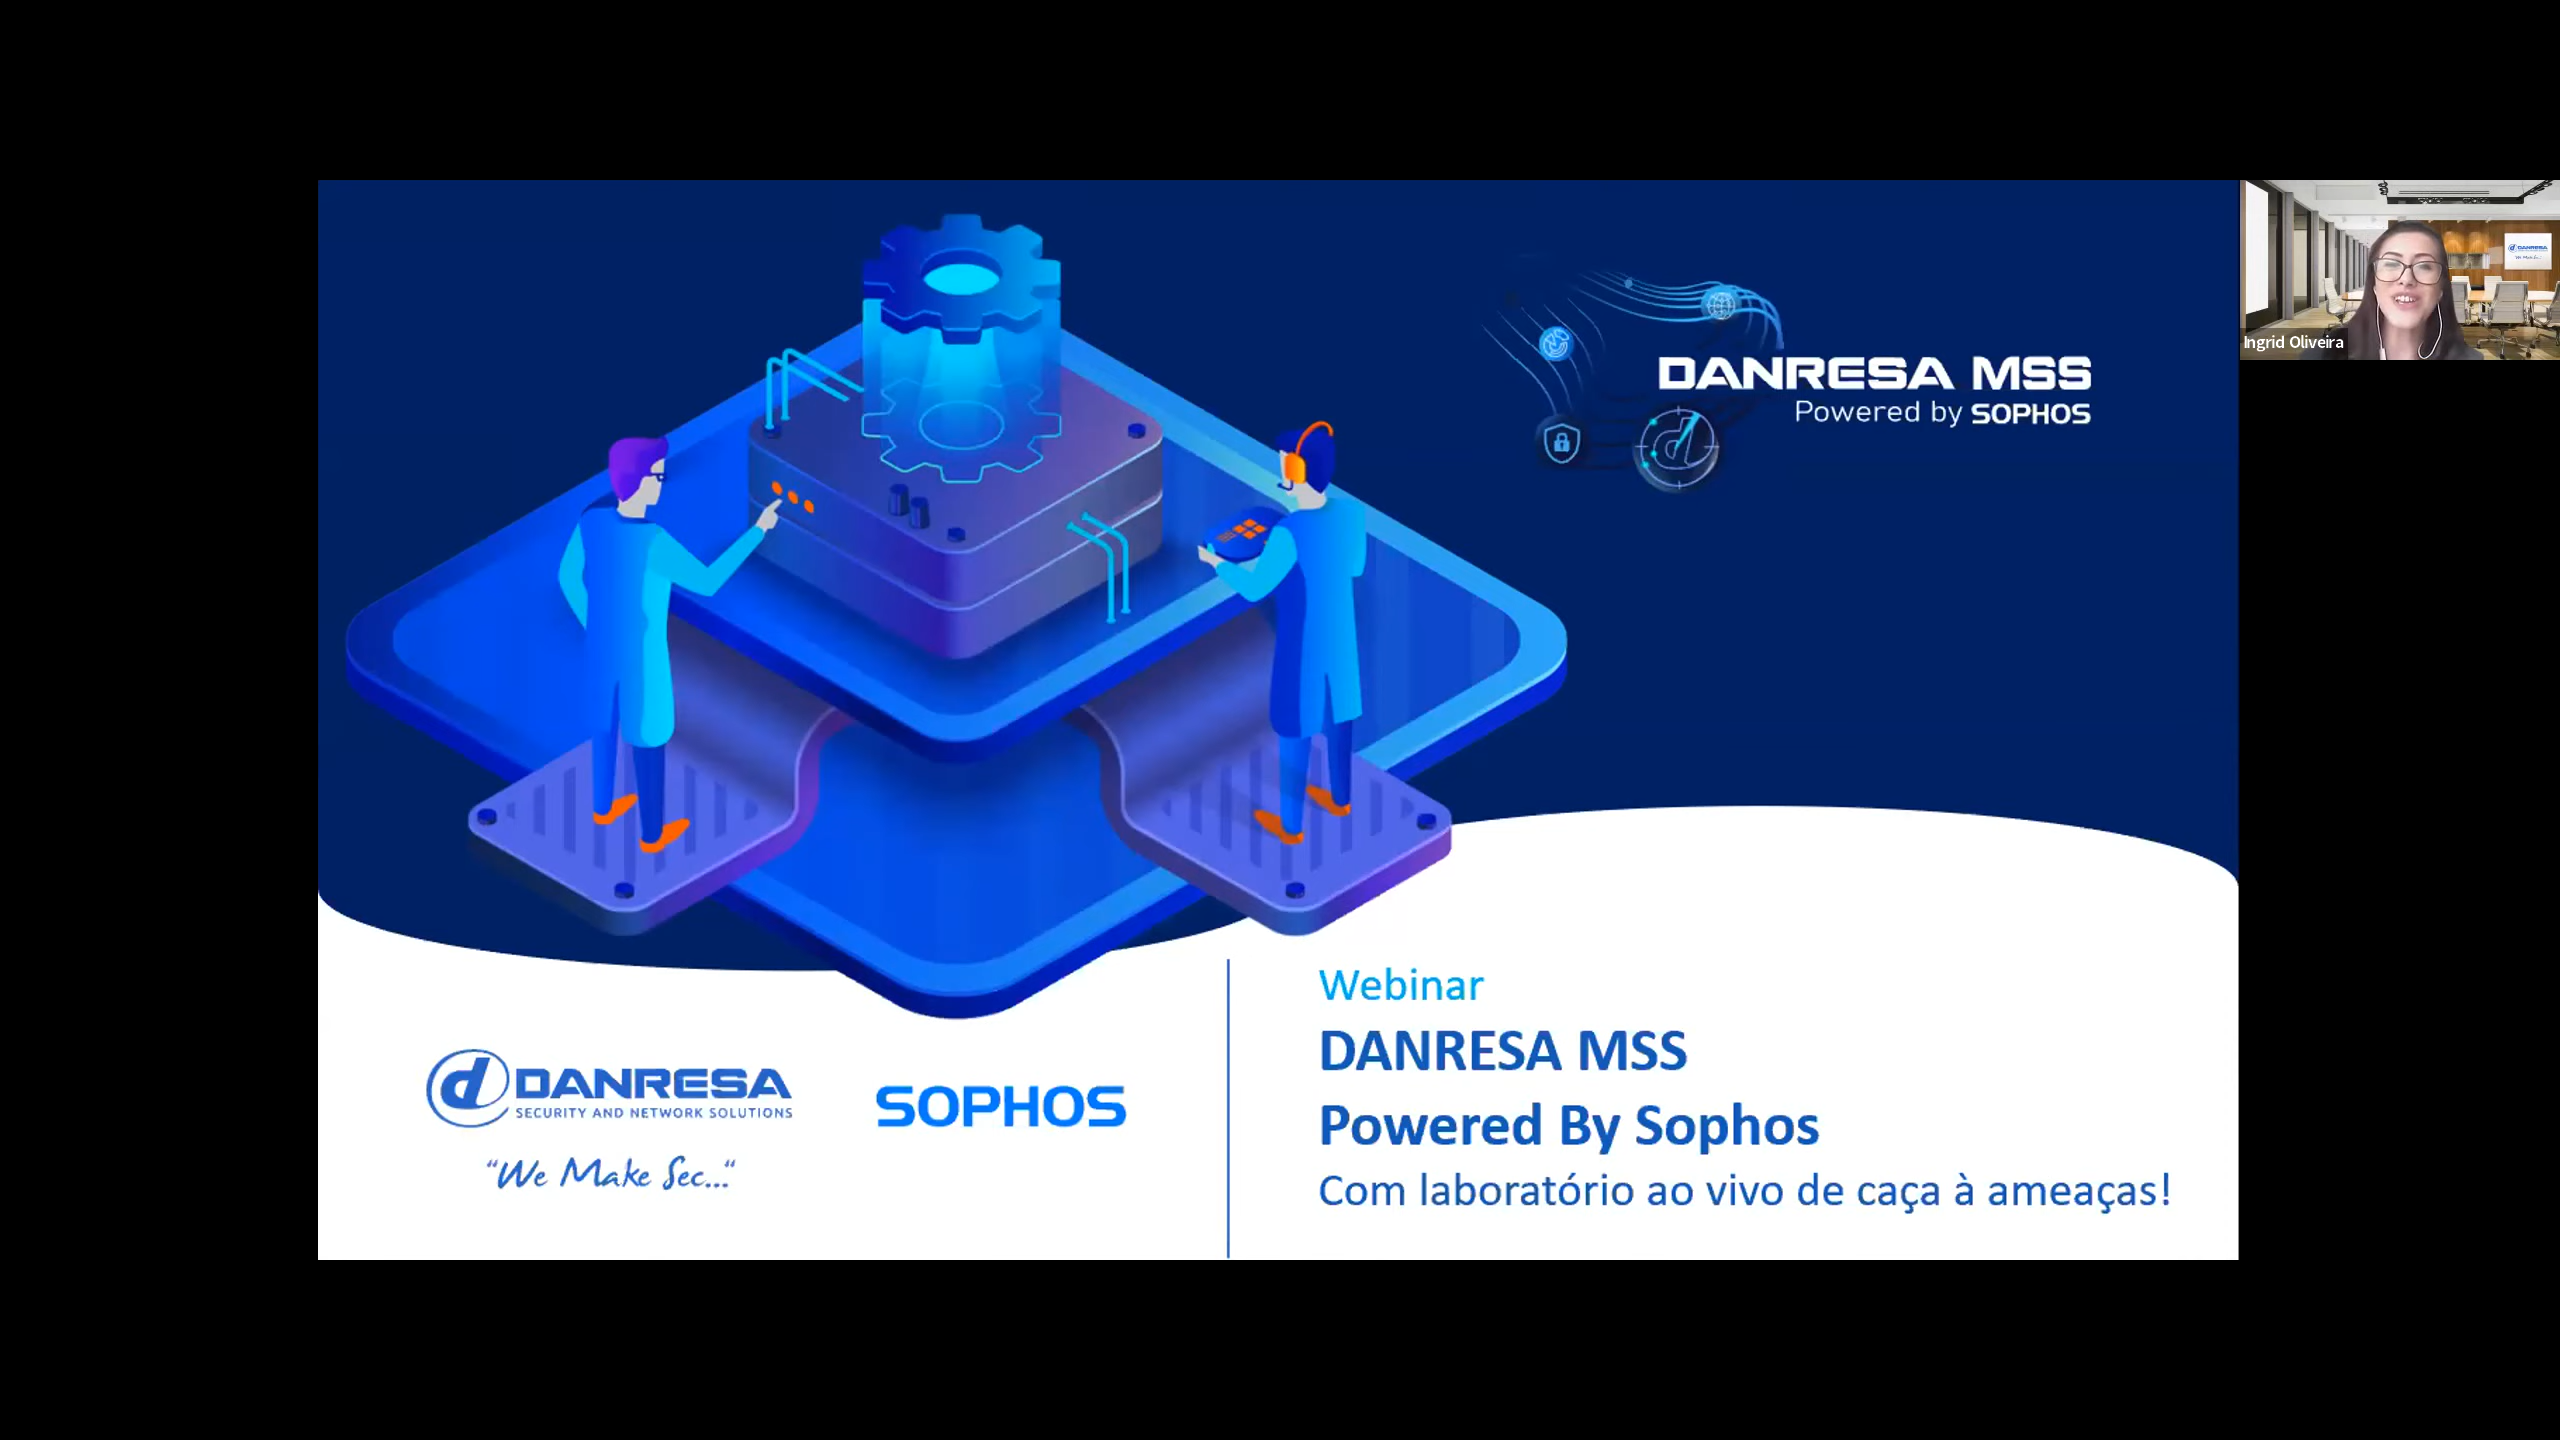 DANRESA MSS
Powered by SOPHOS
DANRESA
Ingrid Oliveira
Webinar
DANRESA MSS
Powered By Sophos
Com laboratório ao vivo de caça à ameaças!
DANRESA
SECURITY AND NETWORK SOLUTIONS
"We Make Sec..."
SOPHOS